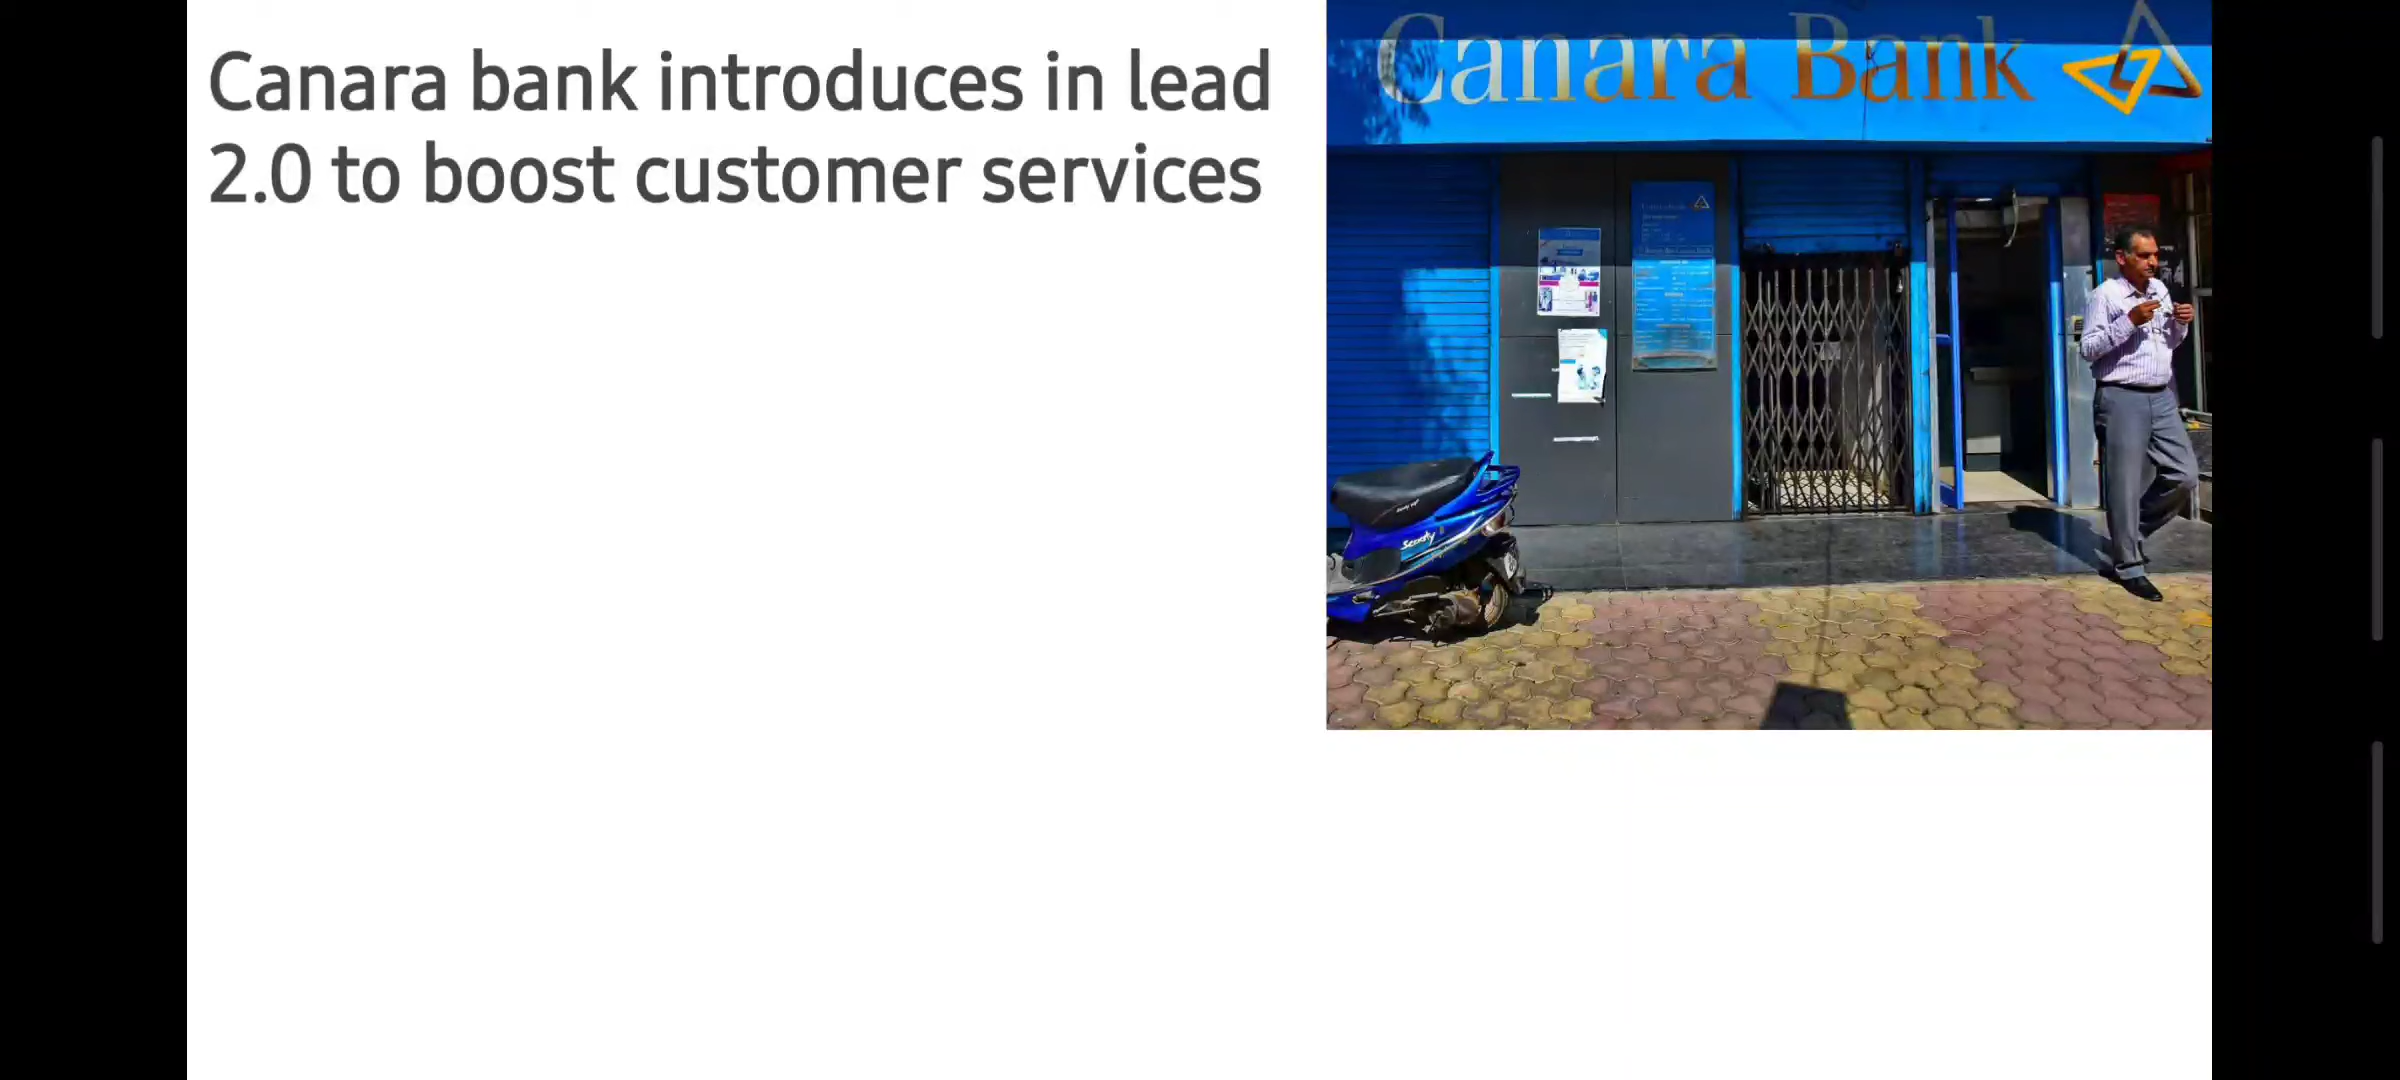 Canara bank introduces in lead
2.0 to boost customer services
Canara Bank
Scooty